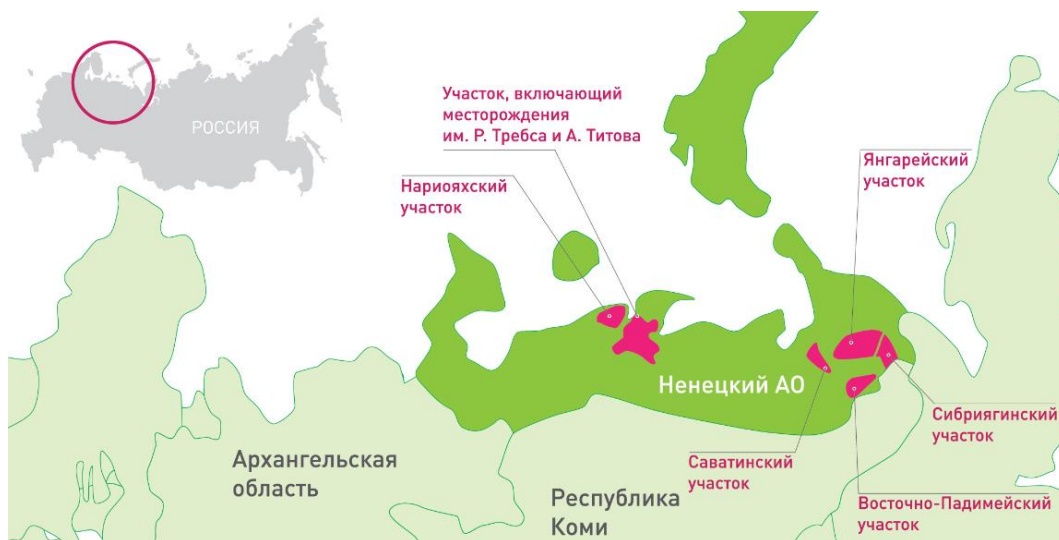 РОССИЯ
Участок, включающий
месторождения
им. Р. Требса и А. Титова
Нариояхский
участок
Янгарейский
участок
Ненецкий АО
Сибриягинский
участок
Саватинский
участок
Восточно-Падимейский
участок
Архангельская
область
Республика
Коми